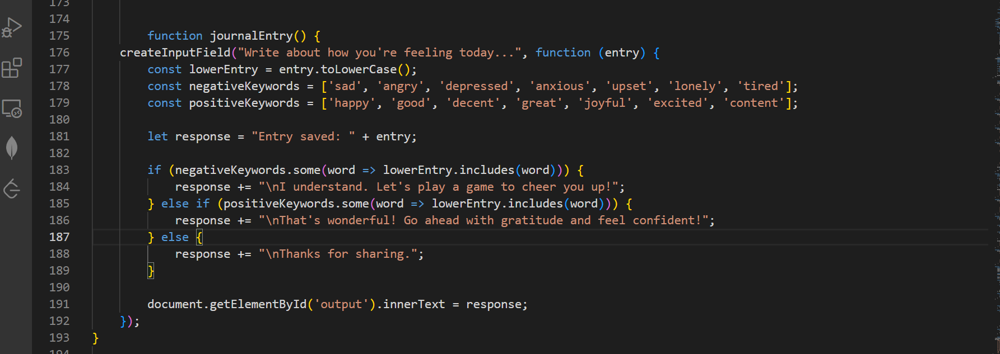 173
174
175 function journalEntry() {
176 createInputField("Write about how you're feeling today...", function (entry) {
177 const lowerEntry = entry.toLowerCase();
178 const negativeKeywords = ['sad', 'angry', 'depressed', 'anxious', 'upset', 'lonely', 'tired'];
179 const positiveKeywords = ['happy', 'good', 'decent', 'great', 'joyful', 'excited', 'content'];
180
181 let response = "Entry saved: " + entry;
182
183 if (negativeKeywords.some(word => lowerEntry.includes(word))) {
184 response += "\nI understand. Let's play a game to cheer you up!";
185 } else if (positiveKeywords.some(word => lowerEntry.includes(word))) {
186 response += "\nThat's wonderful! Go ahead with gratitude and feel confident!";
187 } else {
188 response += "\nThanks for sharing.";
189 }
190
191 document.getElementById('output').innerText = response;
192 });
193 }
194